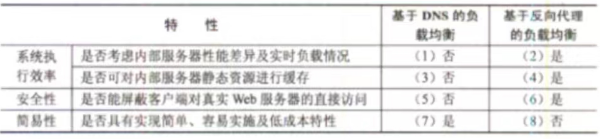 特 性 基于 DNS 的负载均衡 基于反向代理的负载均衡
系统执行效率 是否考虑内部服务器性能差异及实时负载情况 （1）否 （2）是
是否可对内部服务器静态资源进行缓存 （3）否 （4）是
安全性 是否能屏蔽客户端对真实 Web 服务器的直接访问 （5）否 （6）是
简易性 是否具有实现简单、容易实施及低成本特性 （7）是 （8）否